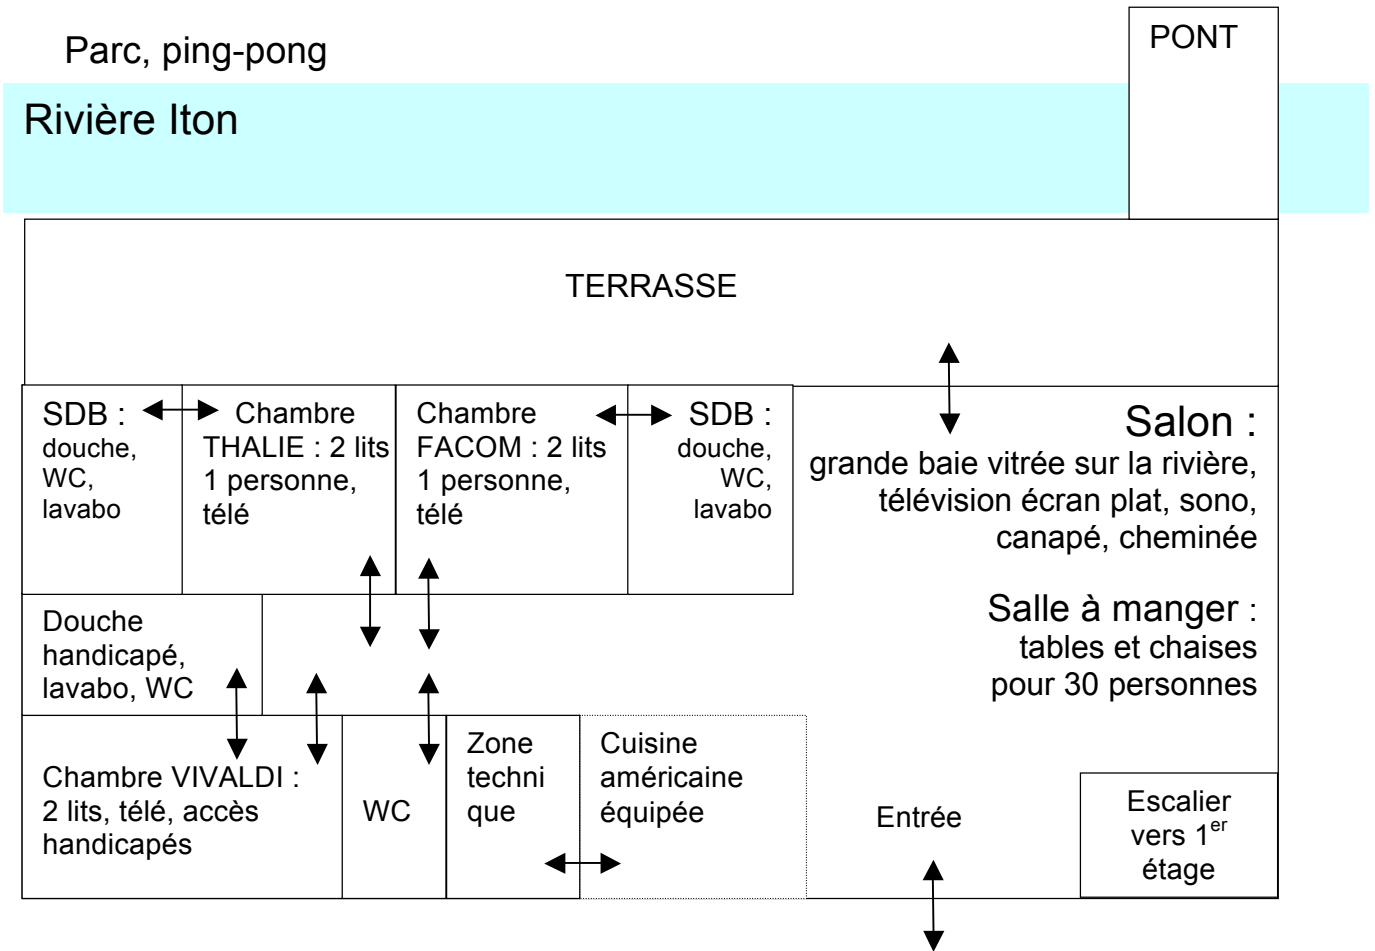 Parc, ping-pong
PONT
Rivière Iton
TERRASSE
SDB :
douche,
WC,
lavabo
Chambre
THALIE : 2 lits
1 personne,
télé
Chambre
FACOM : 2 lits
1 personne,
télé
SDB :
douche,
WC,
lavabo
Salon :
grande baie vitrée sur la rivière,
télévision écran plat, sono,
canapé, cheminée
Salle à manger :
tables et chaises
pour 30 personnes
Douche
handicapé,
lavabo, WC
Chambre VIVALDI :
2 lits, télé, accès
handicapés
WC
Zone
techni
que
Cuisine
américaine
équipée
Entrée
Escalier
vers 1er
étage